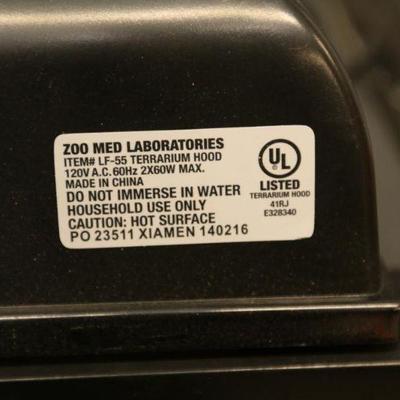 ZOO MED LABORATORIES
ITEM# LF-55 TERRARIUM HOOD
120V A.C. 60Hz 2X60W MAX.
MADE IN CHINA
DO NOT IMMERSE IN WATER
HOUSEHOLD USE ONLY
CAUTION: HOT SURFACE
PO 23511 XIAMEN 140216
UL
LISTED
TERRARIUM HOOD
41RJ
E328340